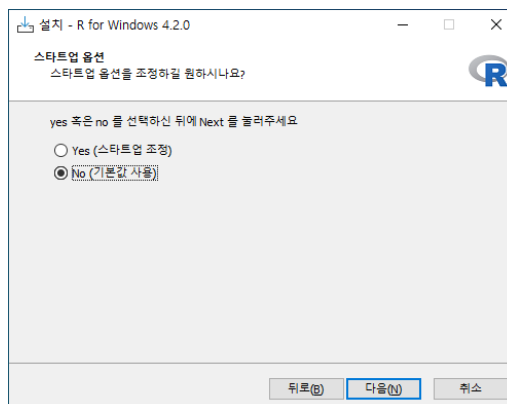 설치 - R for Windows 4.2.0
스타트업 옵션
스타트업 옵션을 조정하길 원하시나요?
R
yes 혹은 no 를 선택하신 뒤에 Next 를 눌러주세요
Yes (스타트업 조정)
No (기본값 사용)
뒤로(B) 다음(N) 취소